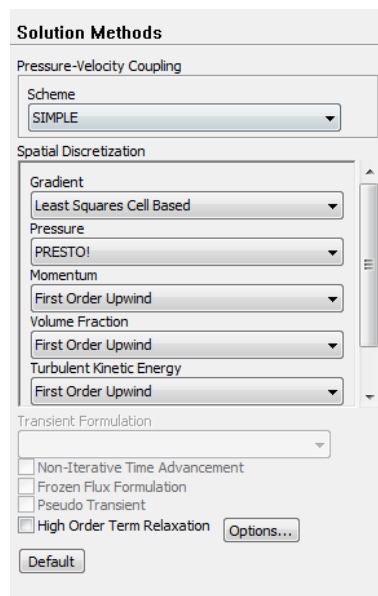 Solution Methods
Pressure-Velocity Coupling
Scheme
SIMPLE
Spatial Discretization
Gradient
Least Squares Cell Based
Pressure
PRESTO!
Momentum
First Order Upwind
Volume Fraction
First Order Upwind
Turbulent Kinetic Energy
First Order Upwind
Transient Formulation
Non-Iterative Time Advancement
Frozen Flux Formulation
Pseudo Transient
High Order Term Relaxation Options...
Default